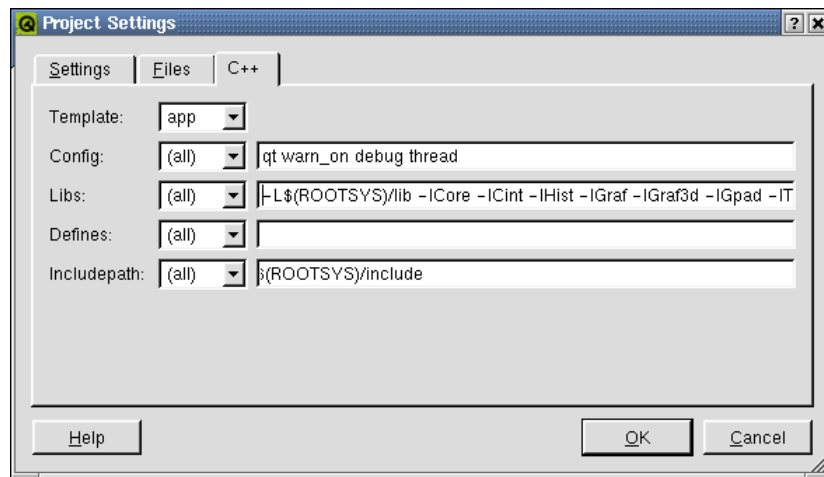 Project Settings
Settings Files C++
Template: app
Config: (all) qt warn_on debug thread
Libs: (all) -L$(ROOTSYS)/lib -lCore -lCint -lHist -lGraf -lGraf3d -lGpad -lT
Defines: (all)
Includepath: (all) $(ROOTSYS)/include
Help OK Cancel